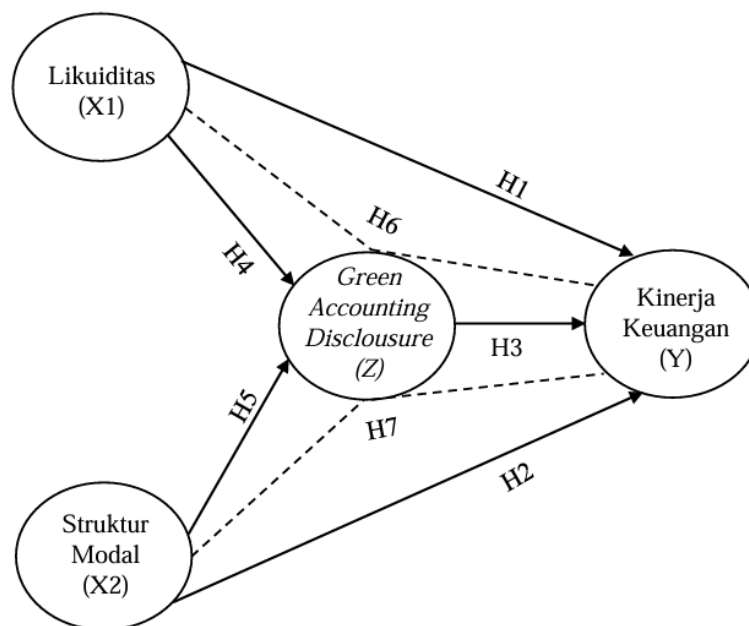 Likuiditas
(X1)
H1
H6
H4
Green
Accounting
Disclousure
(Z)
Kinerja
Keuangan
(Y)
H3
H5
H7
H2
Struktur
Modal
(X2)